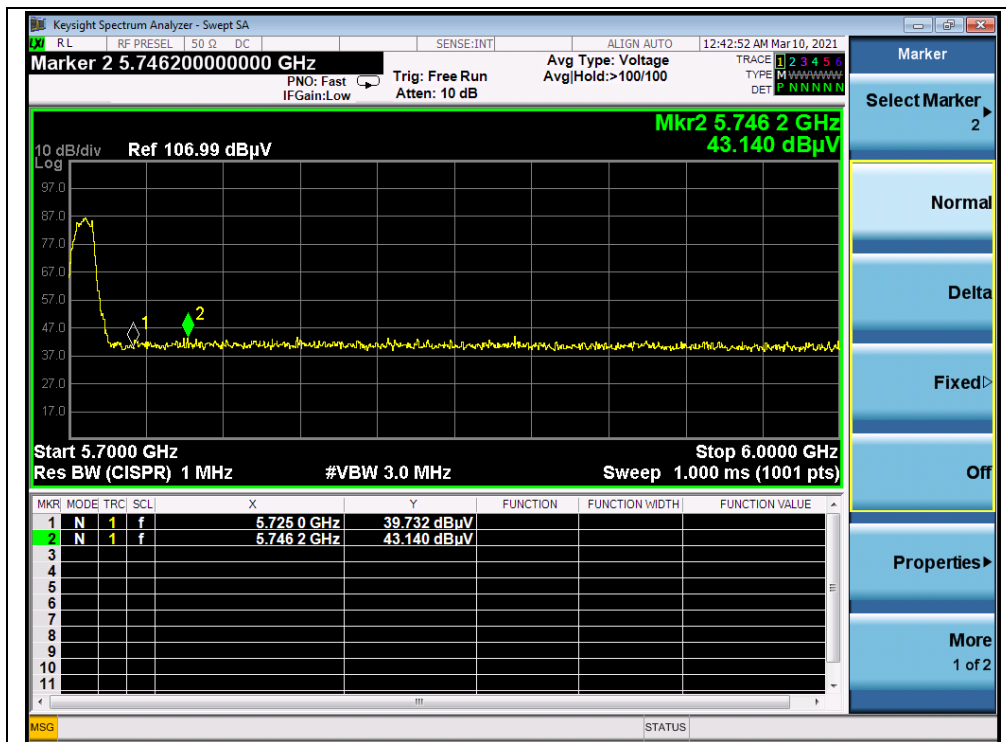 Keysight Spectrum Analyzer - Swept SA
LXI RL RF PRESEL 50 Ω DC SENSE:INT ALIGN AUTO 12:42:52 AM Mar 10, 2021
Marker 2 5.746200000000 GHz
PNO: Fast
IFGain:Low
Trig: Free Run
Atten: 10 dB
Avg Type: Voltage
Avg|Hold:>100/100
TRACE 1 2 3 4 5 6
TYPE M WWWWW
DET P N N N N N
Mkr2 5.746 2 GHz
43.140 dBµV
10 dB/div Ref 106.99 dBµV
Log
97.0
87.0
77.0
67.0
57.0
47.0
37.0
27.0
17.0
1
2
Start 5.7000 GHz Stop 6.0000 GHz
Res BW (CISPR) 1 MHz #VBW 3.0 MHz Sweep 1.000 ms (1001 pts)
MKR MODE TRC SCL X Y FUNCTION FUNCTION WIDTH FUNCTION VALUE
1 N 1 f 5.725 0 GHz 39.732 dBµV
2 N 1 f 5.746 2 GHz 43.140 dBµV
3
4
5
6
7
8
9
10
11
MSG STATUS
Marker
Select Marker
2
Normal
Delta
Fixed
Off
Properties
More
1 of 2